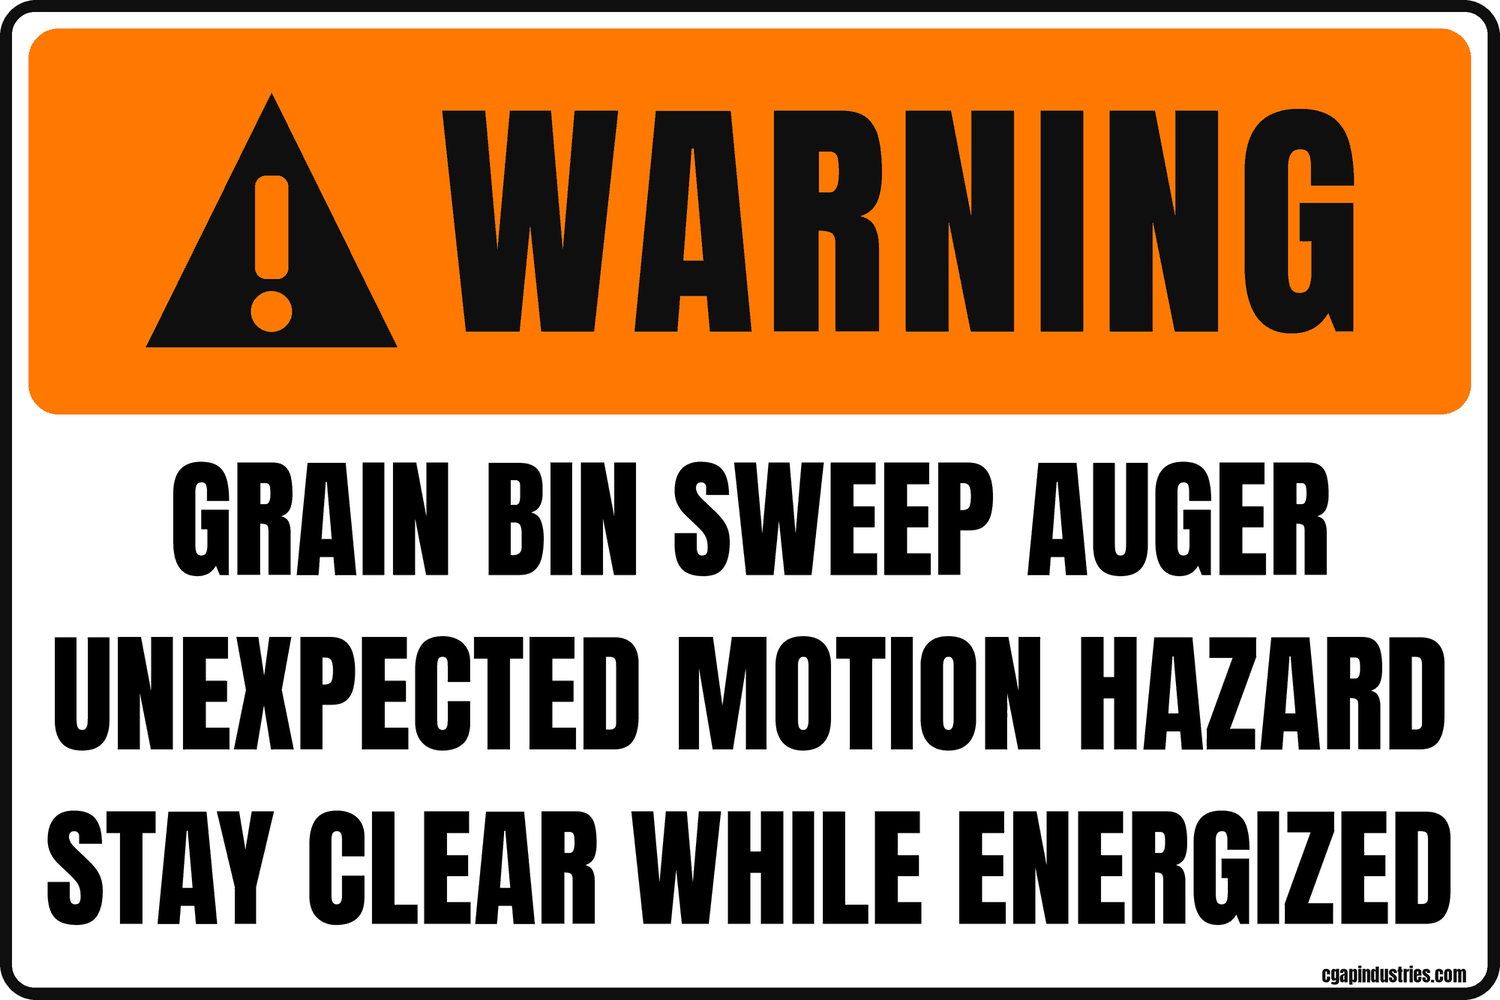 WARNING
GRAIN BIN SWEEP AUGER
UNEXPECTED MOTION HAZARD
STAY CLEAR WHILE ENERGIZED
cgapindustries.com